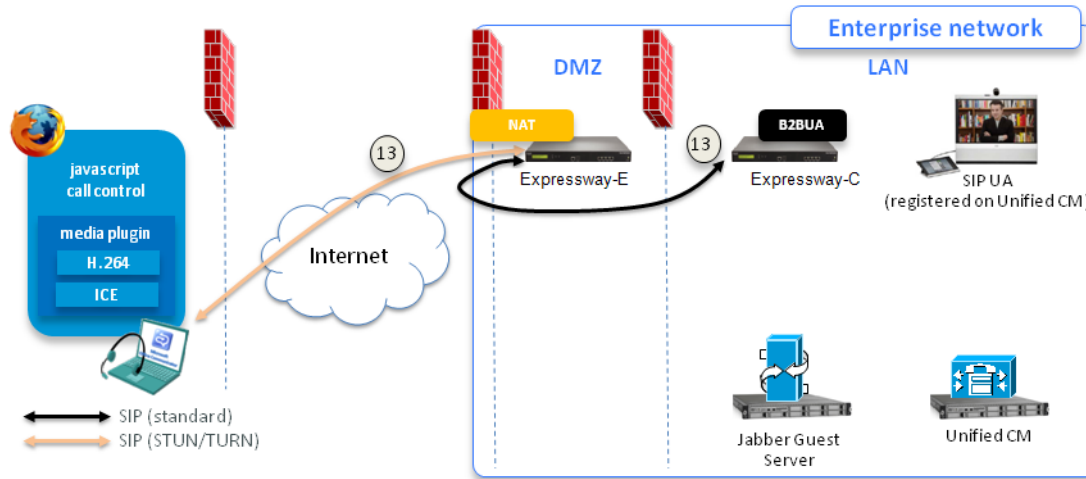 Enterprise network
DMZ
LAN
NAT
B2BUA
13
13
javascript
call control
Expressway-E
Expressway-C
SIP UA
(registered on Unified CM)
media plugin
H.264
ICE
Internet
SIP (standard)
SIP (STUN/TURN)
Jabber Guest
Server
Unified CM